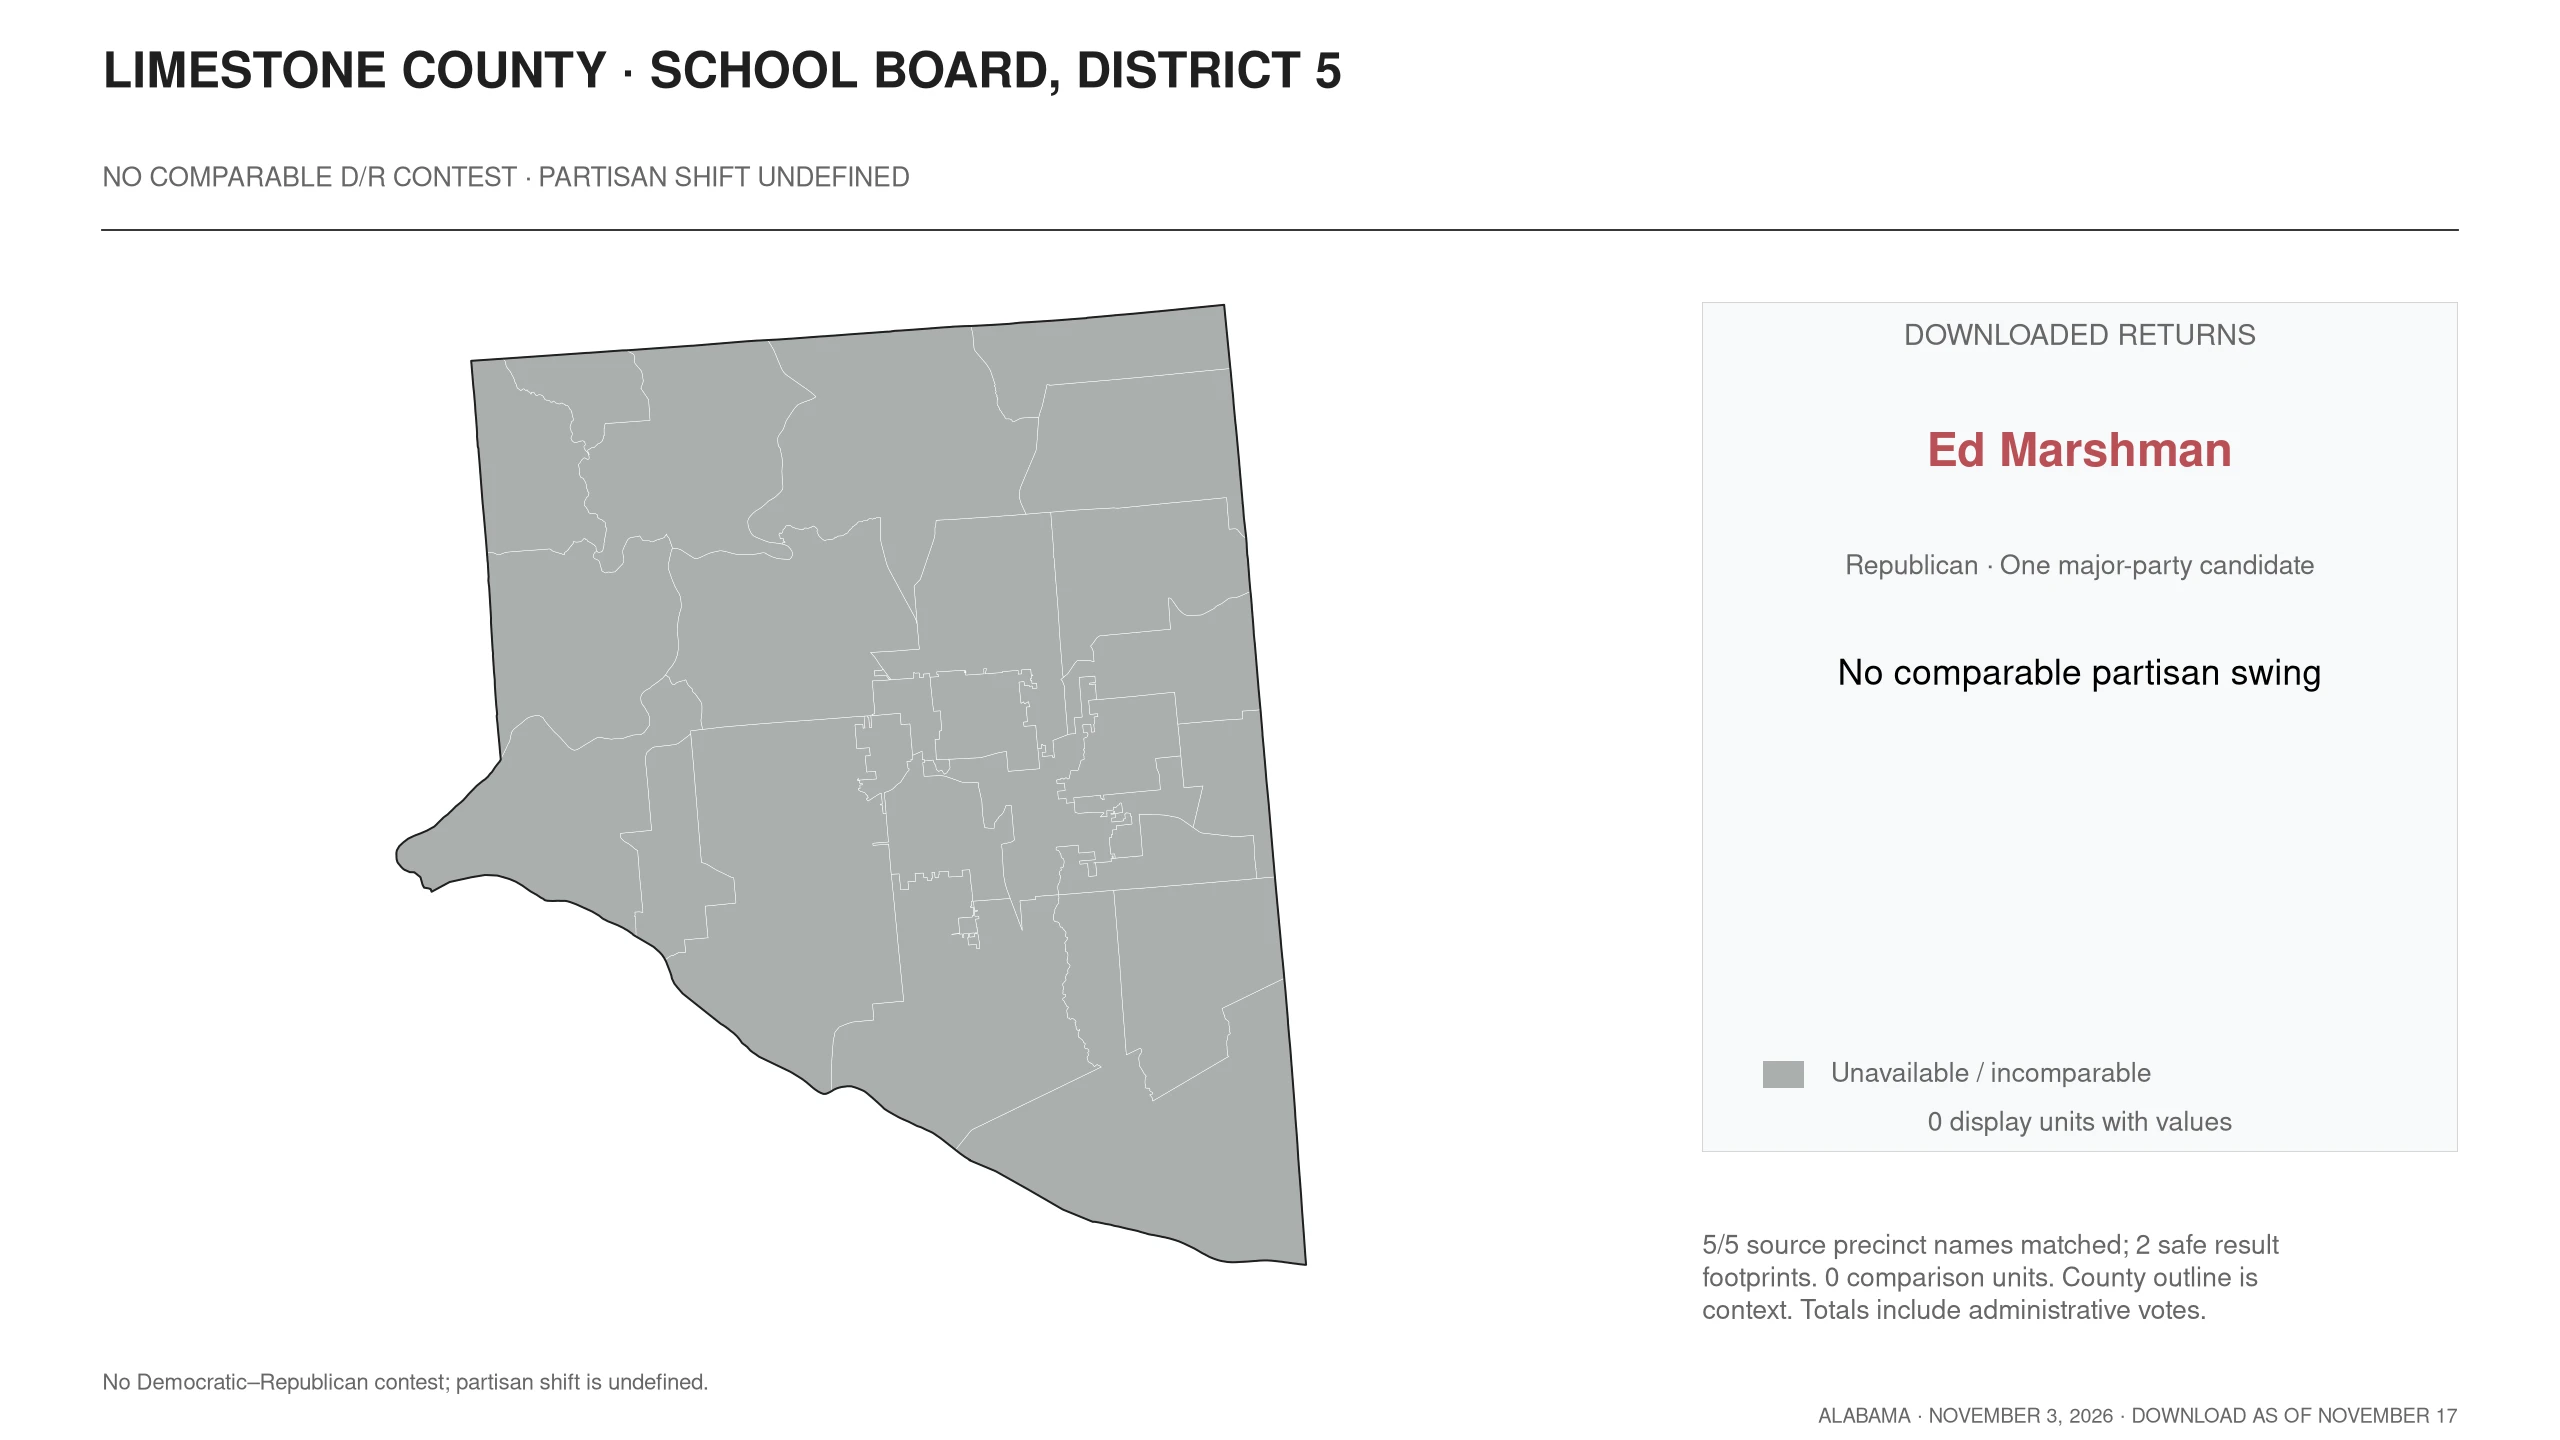 LIMESTONE COUNTY · SCHOOL BOARD, DISTRICT 5
NO COMPARABLE D/R CONTEST · PARTISAN SHIFT UNDEFINED
DOWNLOADED RETURNS
Ed Marshman
Republican · One major-party candidate
No comparable partisan swing
Unavailable / incomparable
0 display units with values
5/5 source precinct names matched; 2 safe result
footprints. 0 comparison units. County outline is
context. Totals include administrative votes.
No Democratic–Republican contest; partisan shift is undefined.
ALABAMA · NOVEMBER 3, 2026 · DOWNLOAD AS OF NOVEMBER 17